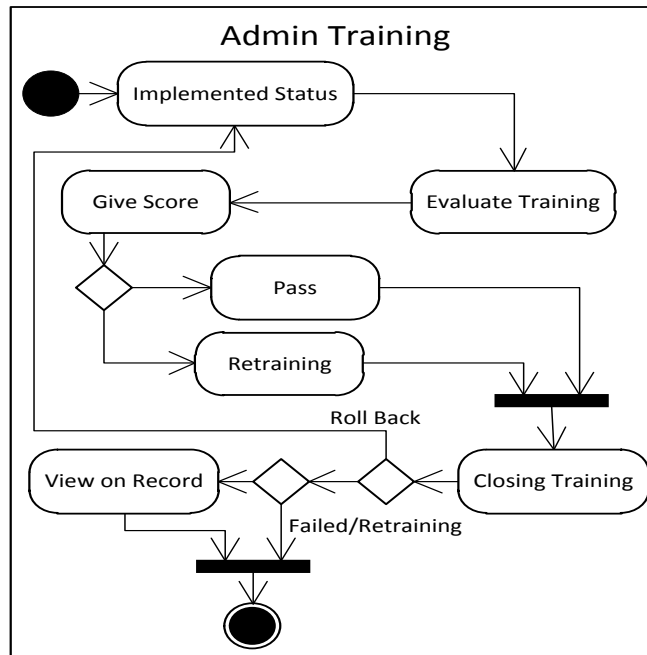 Admin Training
Implemented Status
Give Score
Evaluate Training
Pass
Retraining
Roll Back
View on Record
Closing Training
Failed/Retraining